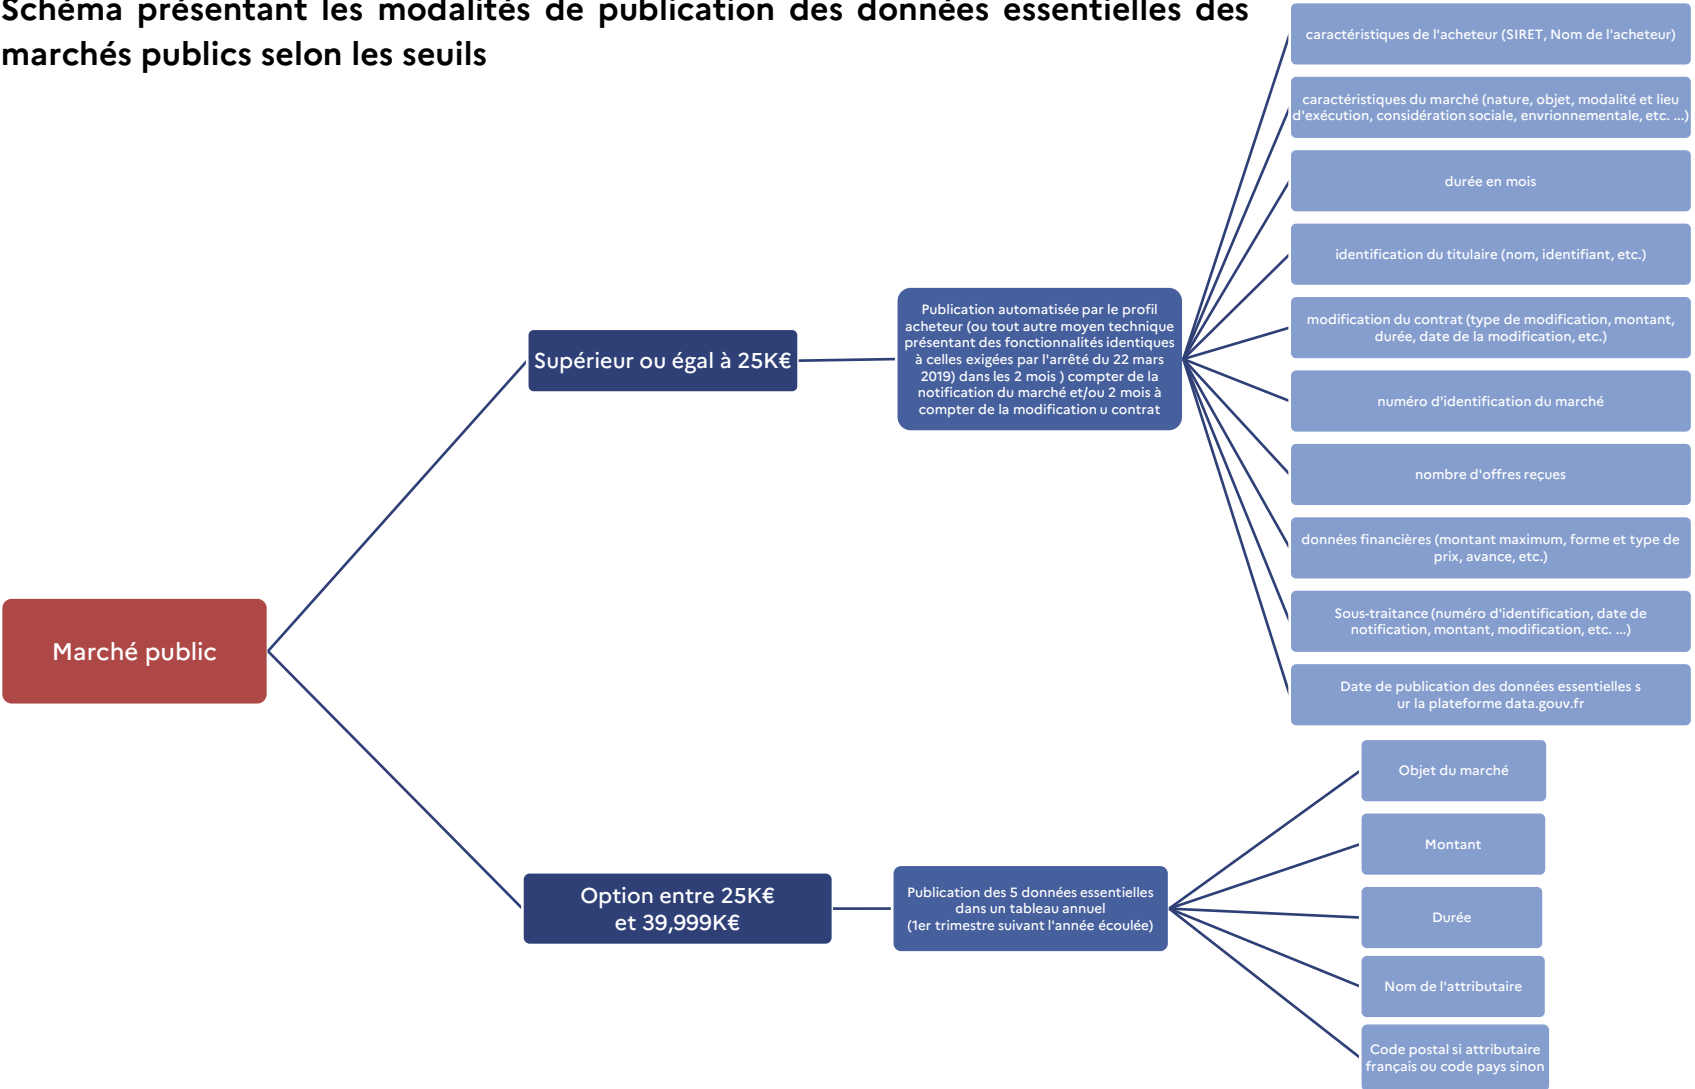 Schéma présentant les modalités de publication des données essentielles des
marchés publics selon les seuils
Marché public
Supérieur ou égal à 25K€
Publication automatisée par le profil
acheteur (ou tout autre moyen technique
présentant des fonctionnalités identiques
à celles exigées par l'arrêté du 22 mars
2019) dans les 2 mois ) compter de la
notification du marché et/ou 2 mois à
compter de la modification u contrat
caractéristiques de l'acheteur (SIRET, Nom de l'acheteur)
caractéristiques du marché (nature, objet, modalité et lieu
d'exécution, considération sociale, envrionnementale, etc. ...)
durée en mois
identification du titulaire (nom, identifiant, etc.)
modification du contrat (type de modification, montant,
durée, date de la modification, etc.)
numéro d'identification du marché
nombre d'offres reçues
données financières (montant maximum, forme et type de
prix, avance, etc.)
Sous-traitance (numéro d'identification, date de
notification, montant, modification, etc. ...)
Date de publication des données essentielles s
ur la plateforme data.gouv.fr
Option entre 25K€
et 39,999K€
Publication des 5 données essentielles
dans un tableau annuel
(1er trimestre suivant l'année écoulée)
Objet du marché
Montant
Durée
Nom de l'attributaire
Code postal si attributaire
français ou code pays sinon